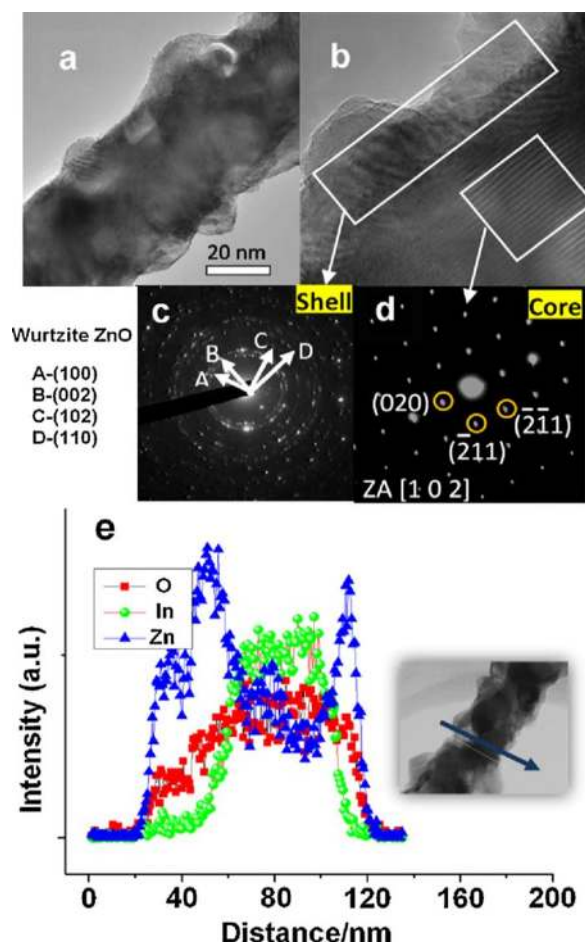 a
b
20 nm
Shell
Core
Wurtzite ZnO
A-(100)
B-(002)
C-(102)
D-(110)
c
A
B
C
D
d
(020)
(2̅11)
(2̅1̅1)
ZA [1 0 2]
e
O
In
Zn
Intensity (a.u.)
0 40 80 120 160 200
Distance/nm